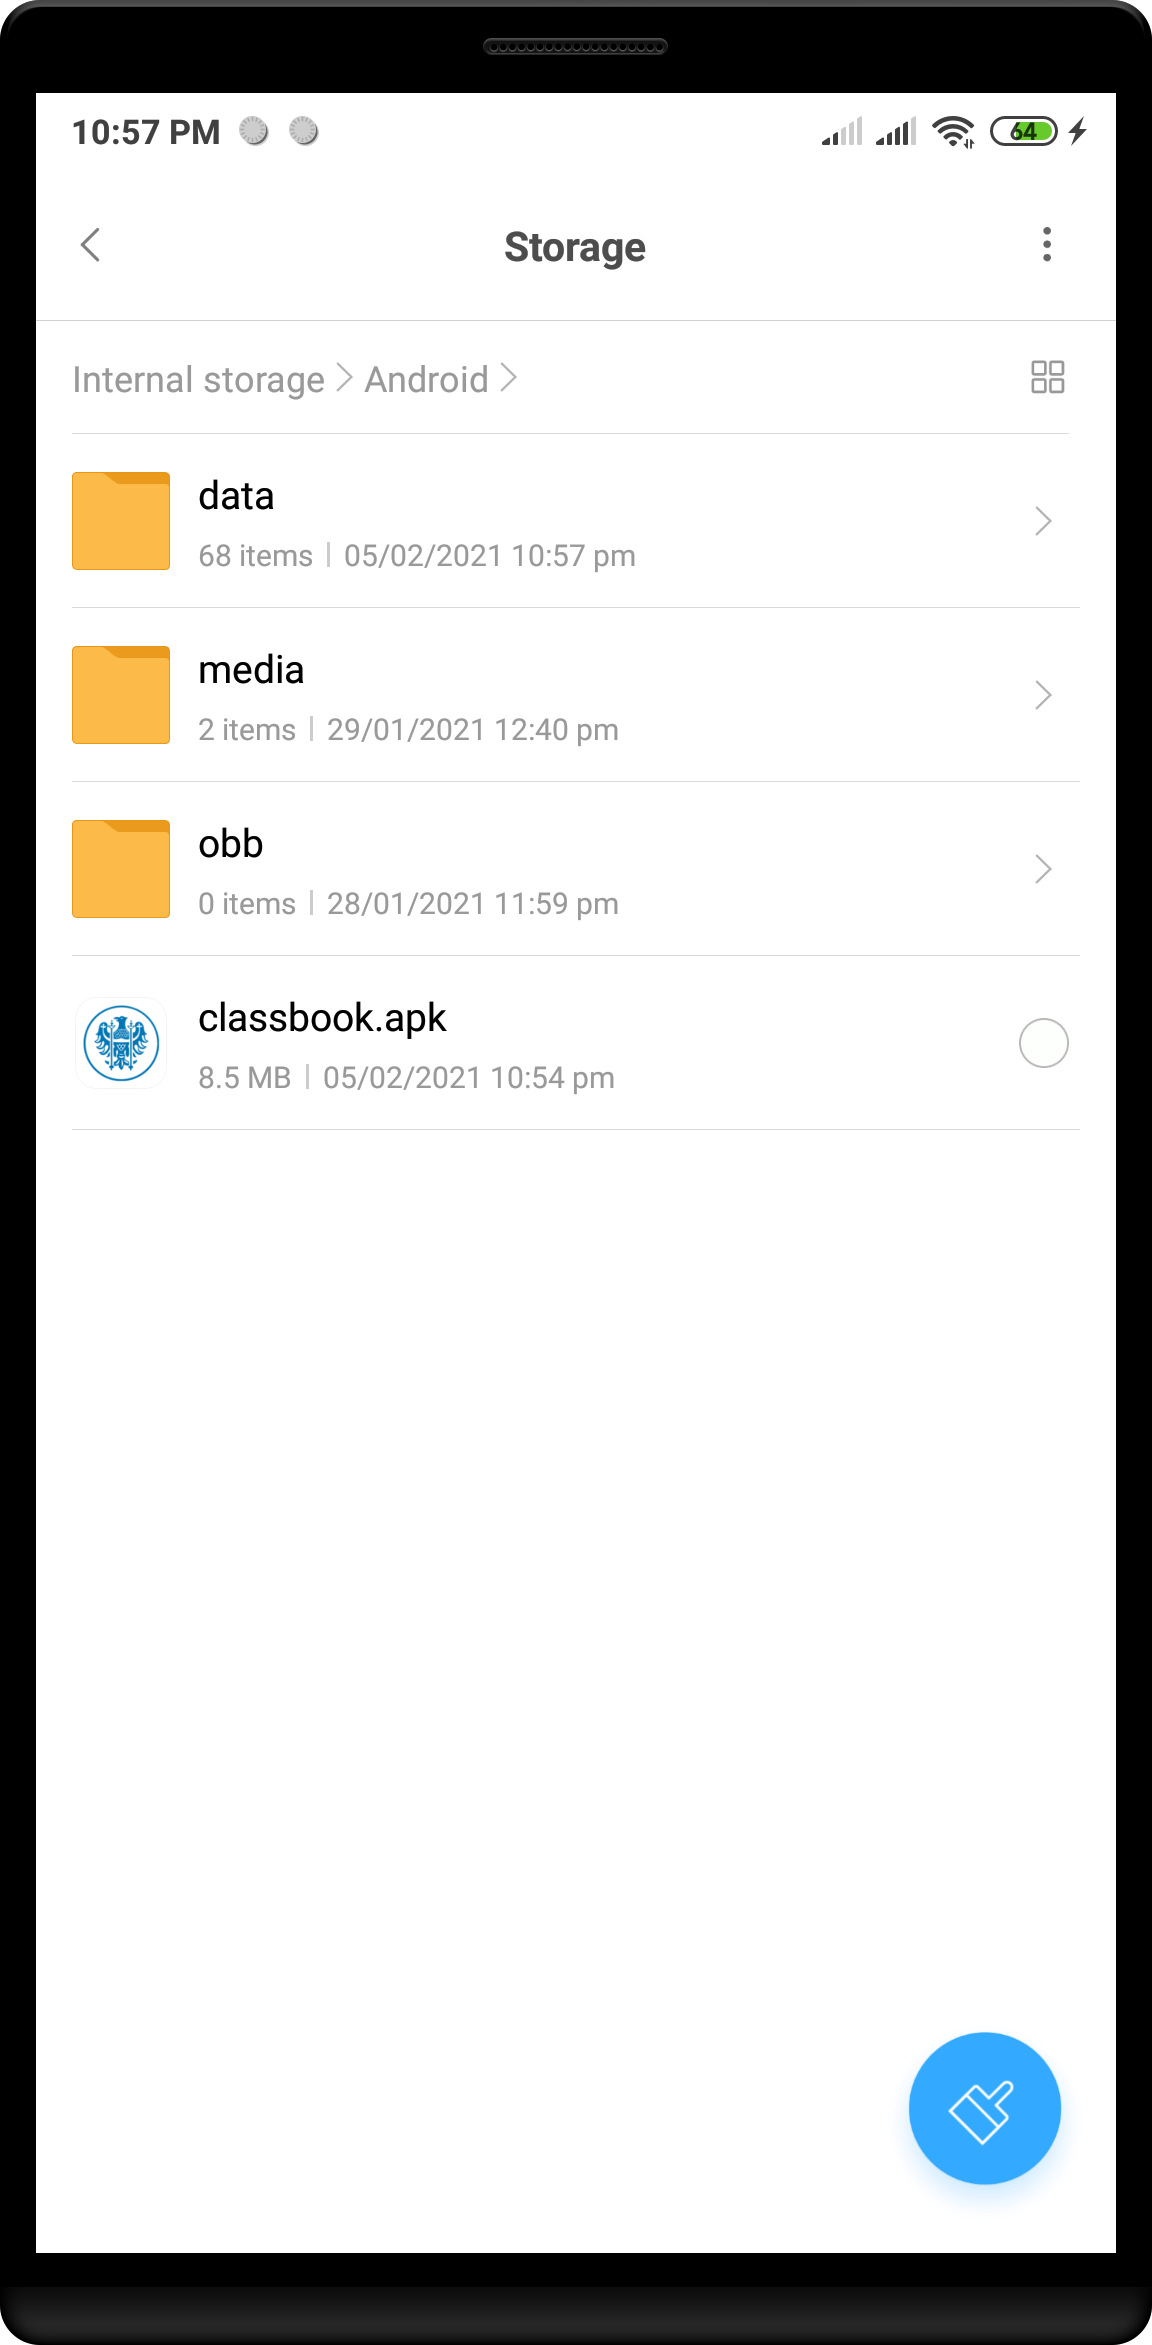 10:57 PM 64
Storage
Internal storage > Android >
data
68 items | 05/02/2021 10:57 pm
media
2 items | 29/01/2021 12:40 pm
obb
0 items | 28/01/2021 11:59 pm
classbook.apk
8.5 MB | 05/02/2021 10:54 pm